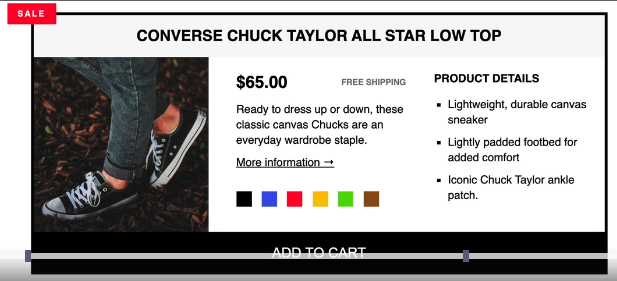 SALE
CONVERSE CHUCK TAYLOR ALL STAR LOW TOP
$65.00
FREE SHIPPING
Ready to dress up or down, these
classic canvas Chucks are an
everyday wardrobe staple.
More information →
PRODUCT DETAILS
▪ Lightweight, durable canvas
sneaker
▪ Lightly padded footbed for
added comfort
▪ Iconic Chuck Taylor ankle
patch.
ADD TO CART